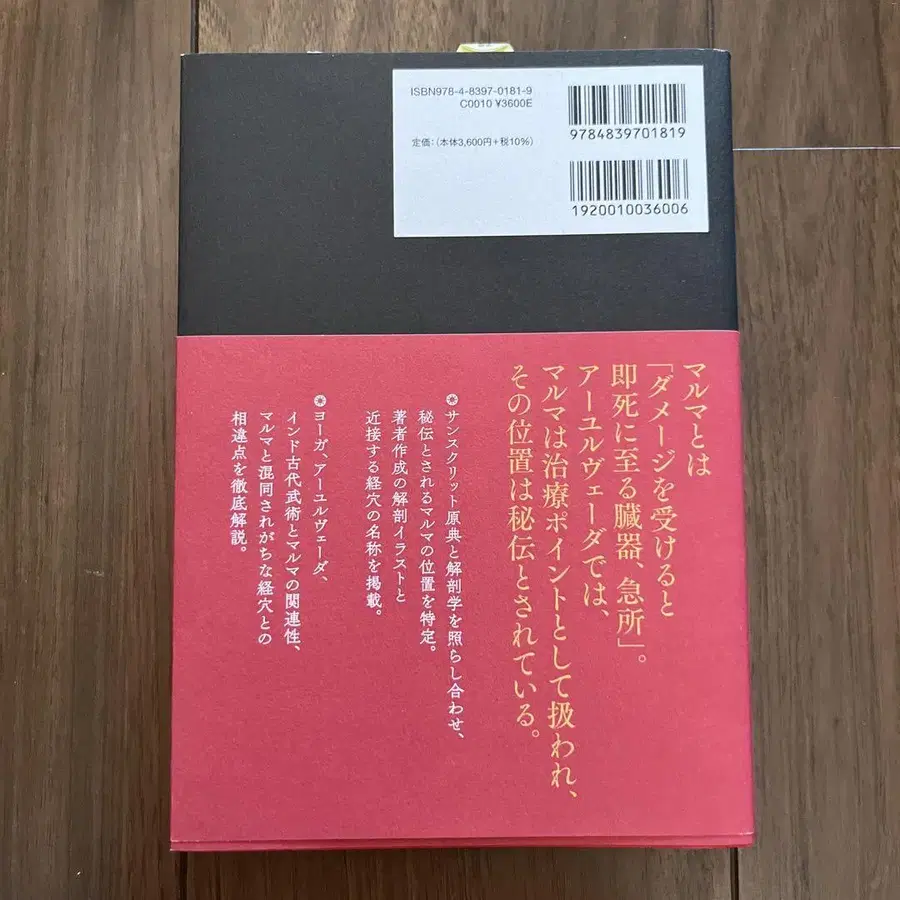 ISBN978-4-8397-0181-9
C0010 ¥3600E
定価:(本体3,600円+税10%)
9784839701819
1920010036006
マルマとは
「ダメージを受けると
即死に至る臓器、急所」。
アーユルヴェーダでは、
マルマは治療ポイントとして扱われ、
その位置は秘伝とされている。
サンスクリット原典と解剖学を照らし合わせ、
秘伝とされるマルマの位置を特定。
著者作成の解剖イラストと
近接する経穴の名称を掲載。
ヨーガ、アーユルヴェーダ、
インド古代武術とマルマの関連性、
マルマと混同されがちな経穴との
相違点を徹底解説。